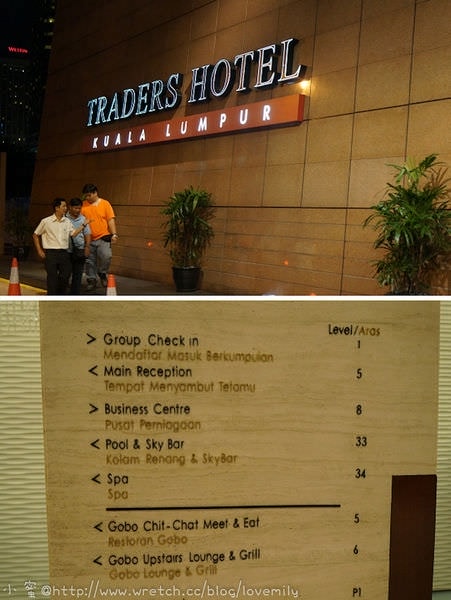 WESTIN
TRADERS HOTEL
KUALA LUMPUR
Level/Aras
> Group Check in 1
Mendaftar Masuk Berkumpulan
< Main Reception 5
Tempat Menyambut Tetamu
> Business Centre 8
Pusat Perniagaan
< Pool & Sky Bar 33
Kolam Renang & SkyBar
< Spa 34
Spa
< Gobo Chit-Chat Meet & Eat 5
Restoran Gobo
< Gobo Upstairs Lounge & Grill 6
Gobo Lounge & Grill
P1
@http://www.wretch.cc/blog/lovemily